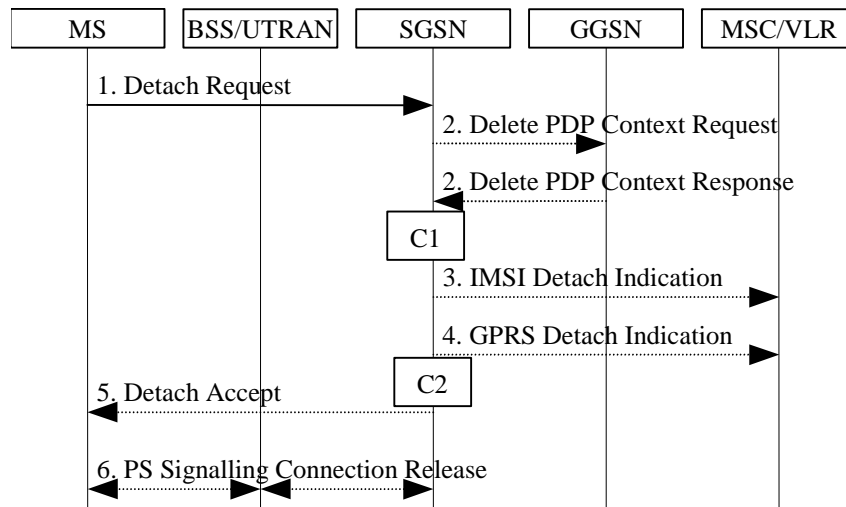 MS BSS/UTRAN SGSN GGSN MSC/VLR
1. Detach Request
2. Delete PDP Context Request
2. Delete PDP Context Response
C1
3. IMSI Detach Indication
4. GPRS Detach Indication
C2
5. Detach Accept
6. PS Signalling Connection Release